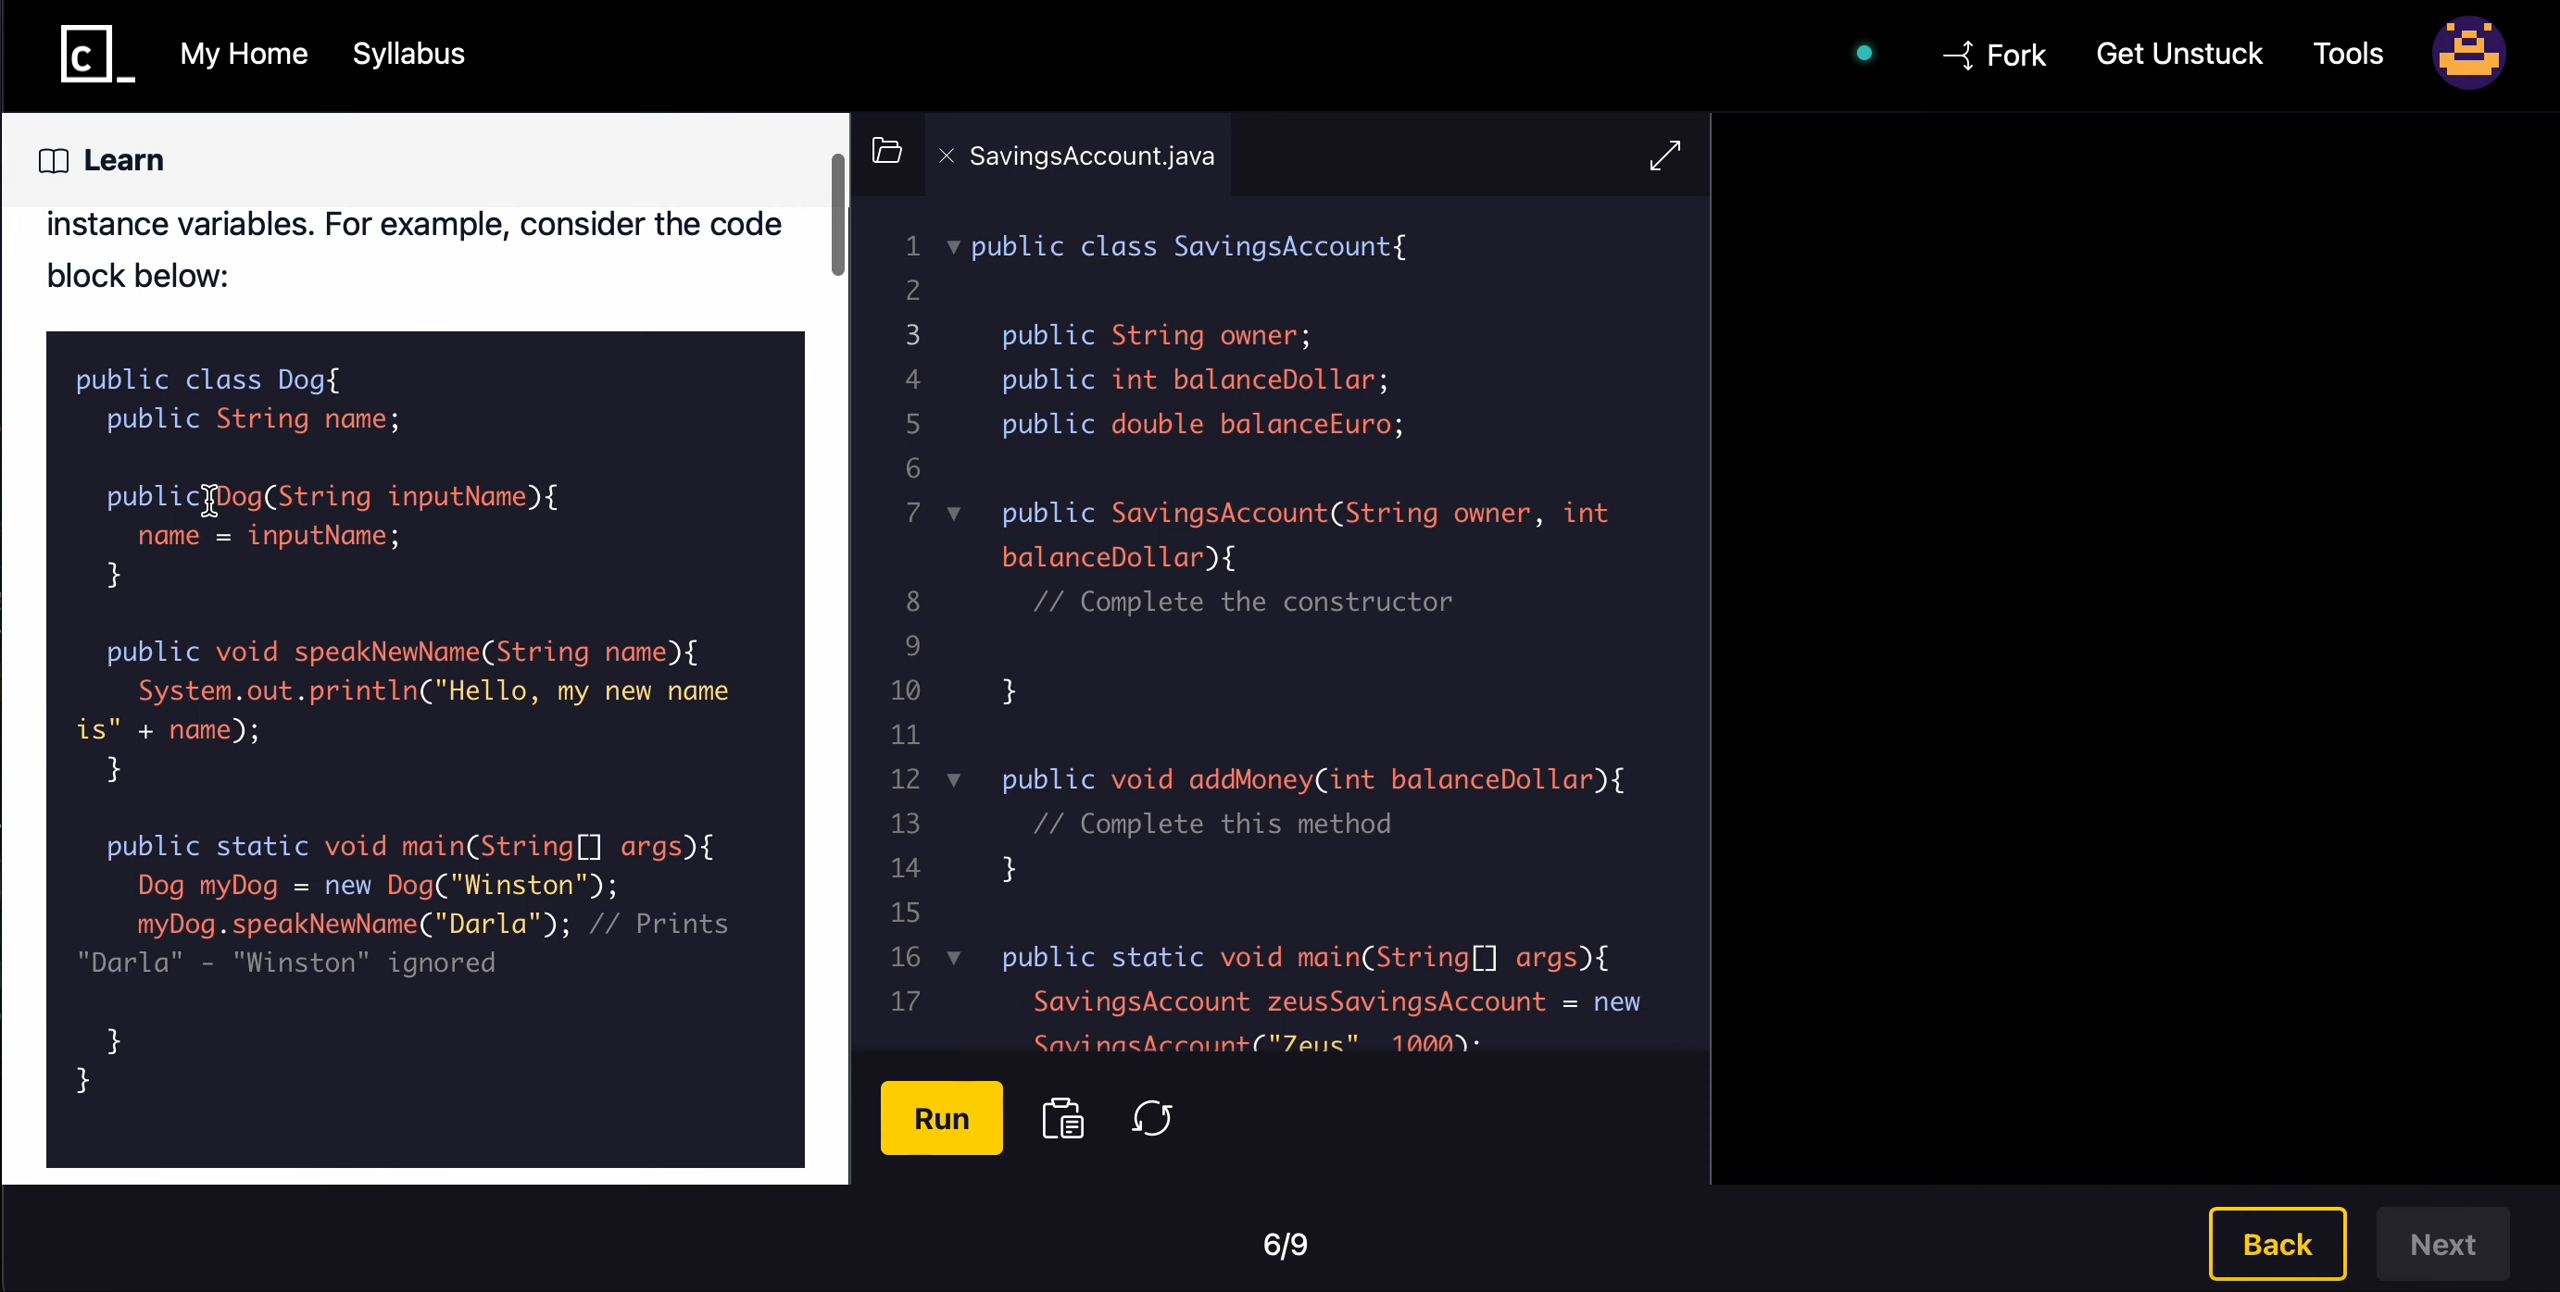 C_ My Home Syllabus Fork Get Unstuck Tools
Learn
instance variables. For example, consider the code
block below:
public class Dog{
public String name;
public Dog(String inputName){
name = inputName;
}
public void speakNewName(String name){
System.out.println("Hello, my new name
is" + name);
}
public static void main(String[] args){
Dog myDog = new Dog("Winston");
myDog.speakNewName("Darla"); // Prints
"Darla" - "Winston" ignored
}
}
× SavingsAccount.java
1 ▼ public class SavingsAccount{
2
3 public String owner;
4 public int balanceDollar;
5 public double balanceEuro;
6
7 ▼ public SavingsAccount(String owner, int
balanceDollar){
8 // Complete the constructor
9
10 }
11
12 ▼ public void addMoney(int balanceDollar){
13 // Complete this method
14 }
15
16 ▼ public static void main(String[] args){
17 SavingsAccount zeusSavingsAccount = new
SavingsAccount("Zeus", 1000);
Run
6/9
Back Next